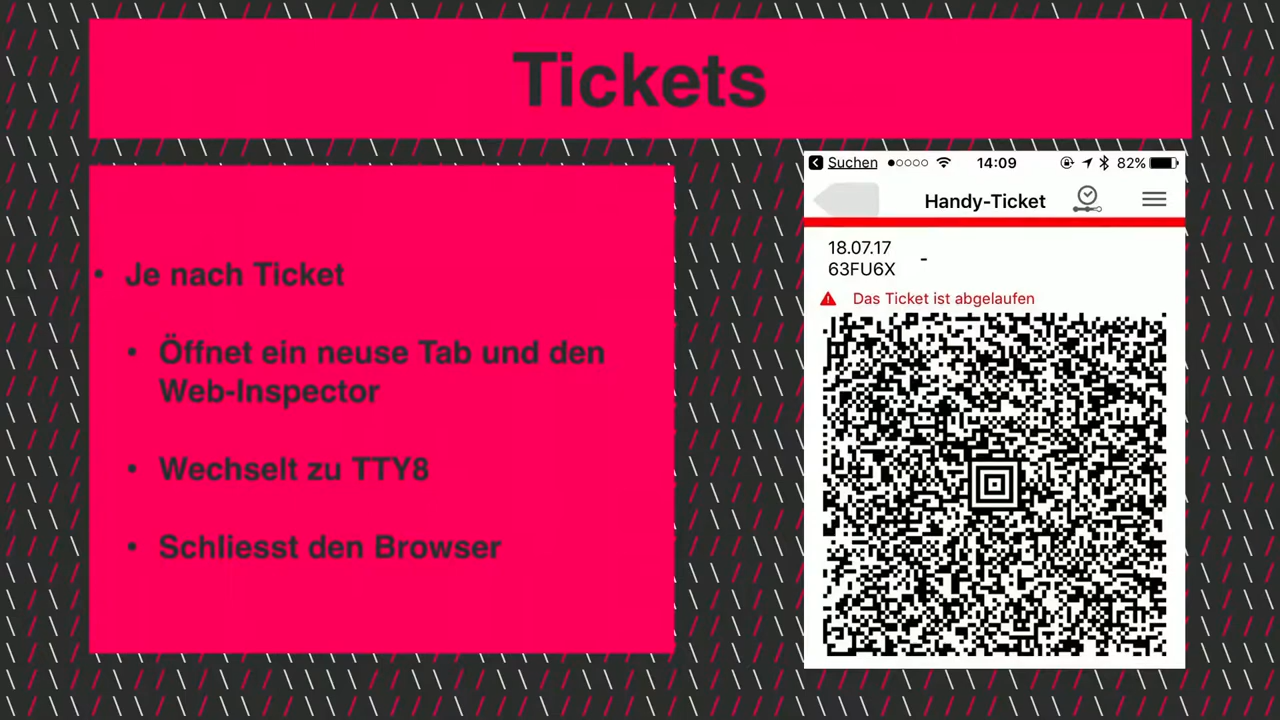 Tickets
• Je nach Ticket
• Öffnet ein neuse Tab und den
Web-Inspector
• Wechselt zu TTY8
• Schliesst den Browser
Suchen 14:09 82%
Handy-Ticket
18.07.17
63FU6X -
Das Ticket ist abgelaufen